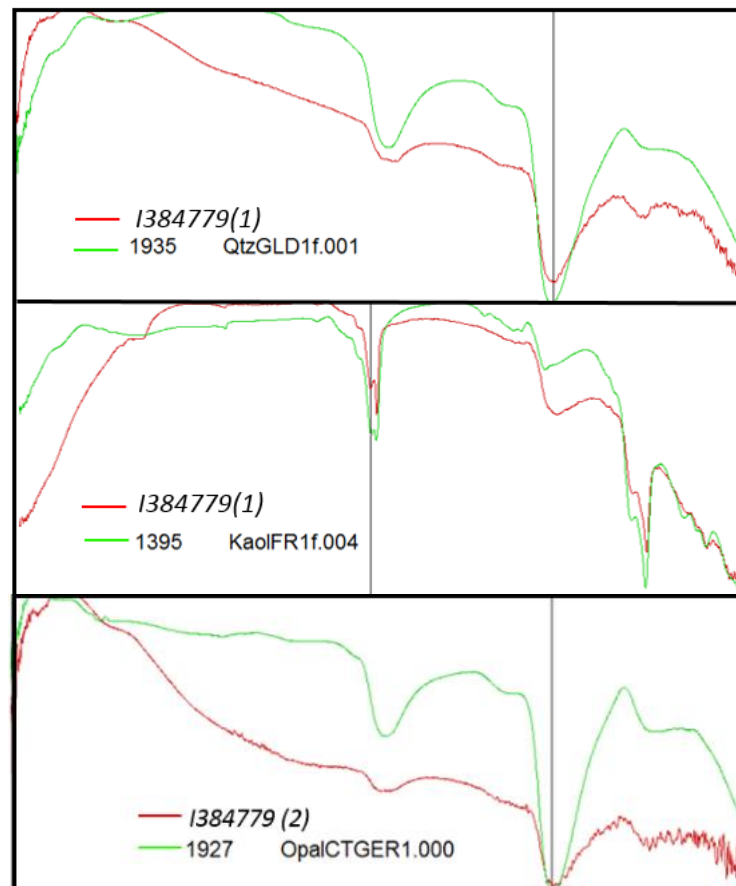 I384779(1)
1935 QtzGLD1f.001
I384779(1)
1395 KaolFR1f.004
I384779 (2)
1927 OpalCTGER1.000